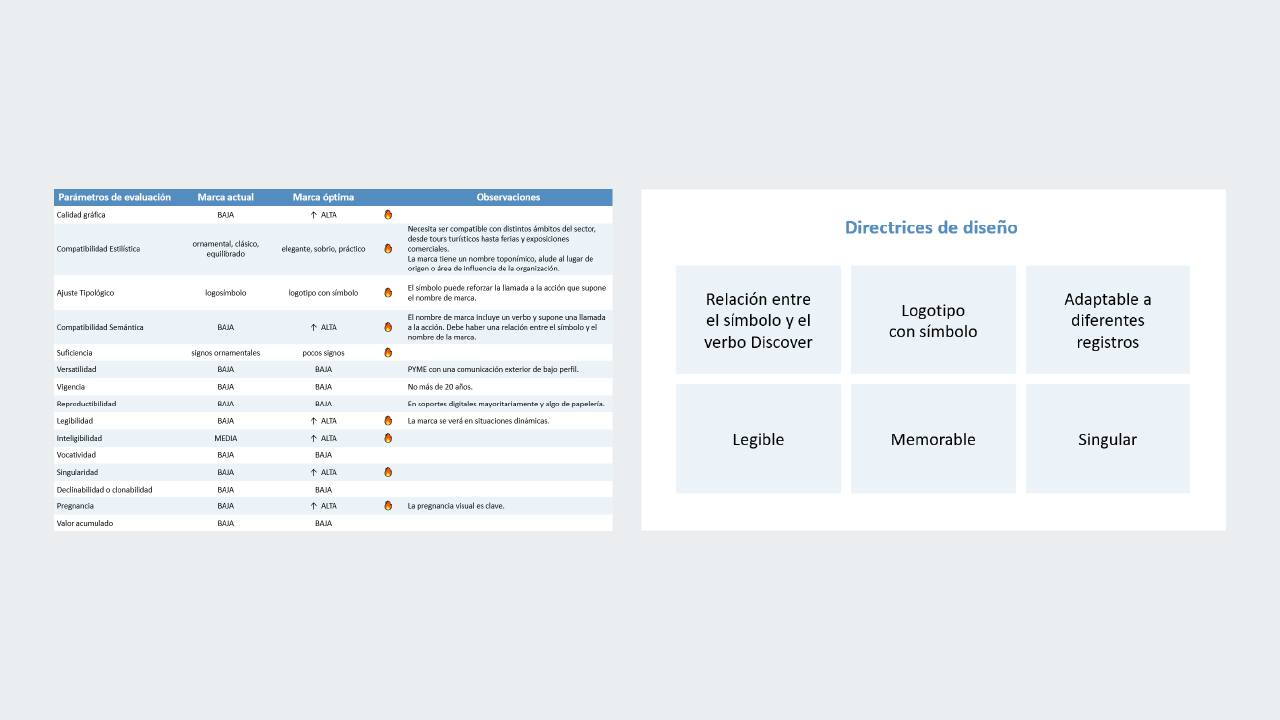 Parámetros de evaluación Marca actual Marca óptima Observaciones
Calidad gráfica BAJA ↑ ALTA
Compatibilidad Estilística ornamental, clásico, equilibrado elegante, sobrio, práctico Necesita ser compatible con distintos ámbitos del sector,
desde tours turísticos hasta ferias y exposiciones
comerciales.
La marca tiene un nombre toponímico, alude al lugar de
origen o área de influencia de la organización.
Ajuste Tipológico logosímbolo logotipo con símbolo El símbolo puede reforzar la llamada a la acción que supone
el nombre de marca.
Compatibilidad Semántica BAJA ↑ ALTA El nombre de marca incluye un verbo y supone una llamada
a la acción. Debe haber una relación entre el símbolo y el
nombre de la marca.
Suficiencia signos ornamentales pocos signos
Versatilidad BAJA BAJA PYME con una comunicación exterior de bajo perfil.
Vigencia BAJA BAJA No más de 20 años.
Reproductibilidad BAJA BAJA En soportes digitales mayoritariamente y algo de papelería.
Legibilidad BAJA ↑ ALTA La marca se verá en situaciones dinámicas.
Inteligibilidad MEDIA ↑ ALTA
Vocatividad BAJA BAJA
Singularidad BAJA ↑ ALTA
Declinabilidad o clonabilidad BAJA BAJA
Pregnancia BAJA ↑ ALTA La pregnancia visual es clave.
Valor acumulado BAJA BAJA
Directrices de diseño
Relación entre
el símbolo y el
verbo Discover
Logotipo
con símbolo
Adaptable a
diferentes
registros
Legible
Memorable
Singular